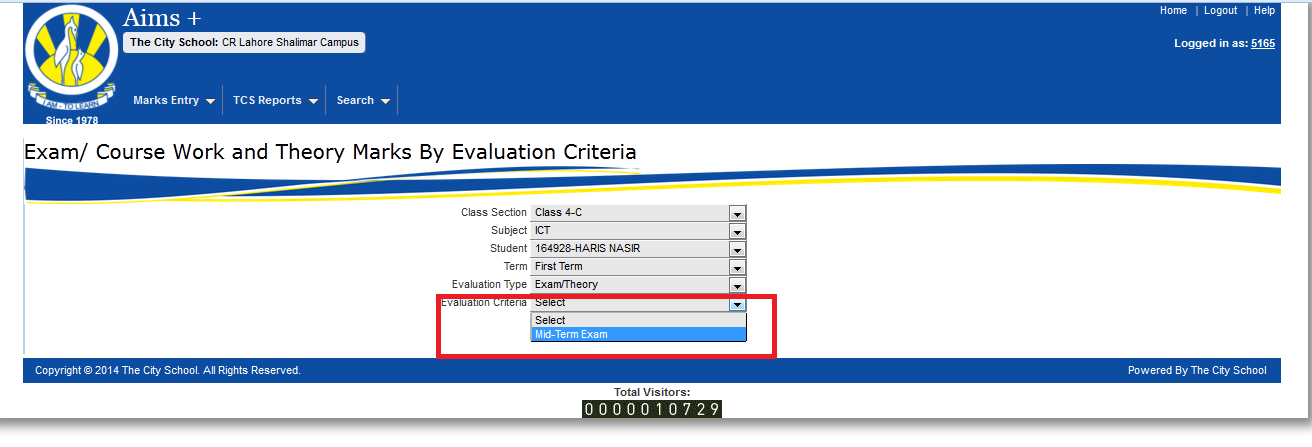 Aims +
Home | Logout | Help
The City School: CR Lahore Shalimar Campus
Logged in as: 5165
I AM - TO LEARN
Since 1978
Marks Entry
TCS Reports
Search
Exam/ Course Work and Theory Marks By Evaluation Criteria
Class Section Class 4-C
Subject ICT
Student 164928-HARIS NASIR
Term First Term
Evaluation Type Exam/Theory
Evaluation Criteria Select
Select
Mid-Term Exam
Copyright © 2014 The City School. All Rights Reserved.
Powered By The City School
Total Visitors:
0000010729